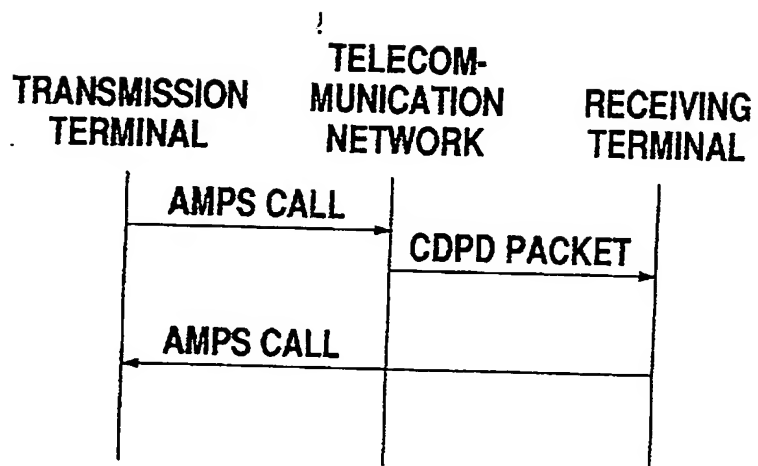 TRANSMISSION
TERMINAL
TELECOM-
MUNICATION
NETWORK
RECEIVING
TERMINAL
AMPS CALL
CDPD PACKET
AMPS CALL